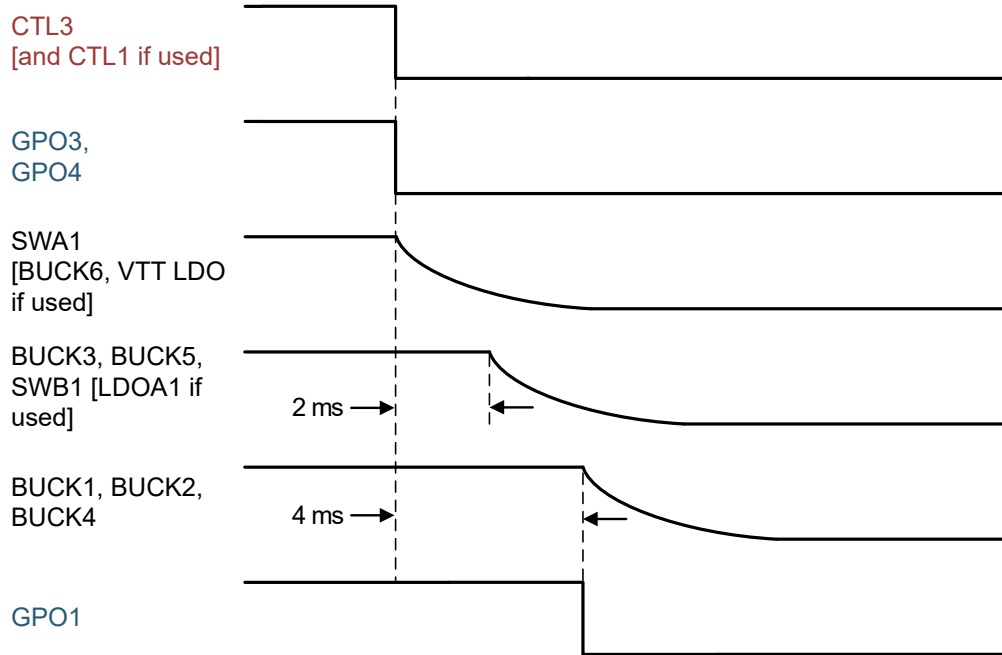 CTL3
[and CTL1 if used]
GPO3,
GPO4
SWA1
[BUCK6, VTT LDO
if used]
BUCK3, BUCK5,
SWB1 [LDOA1 if
used]
2 ms
BUCK1, BUCK2,
BUCK4
4 ms
GPO1